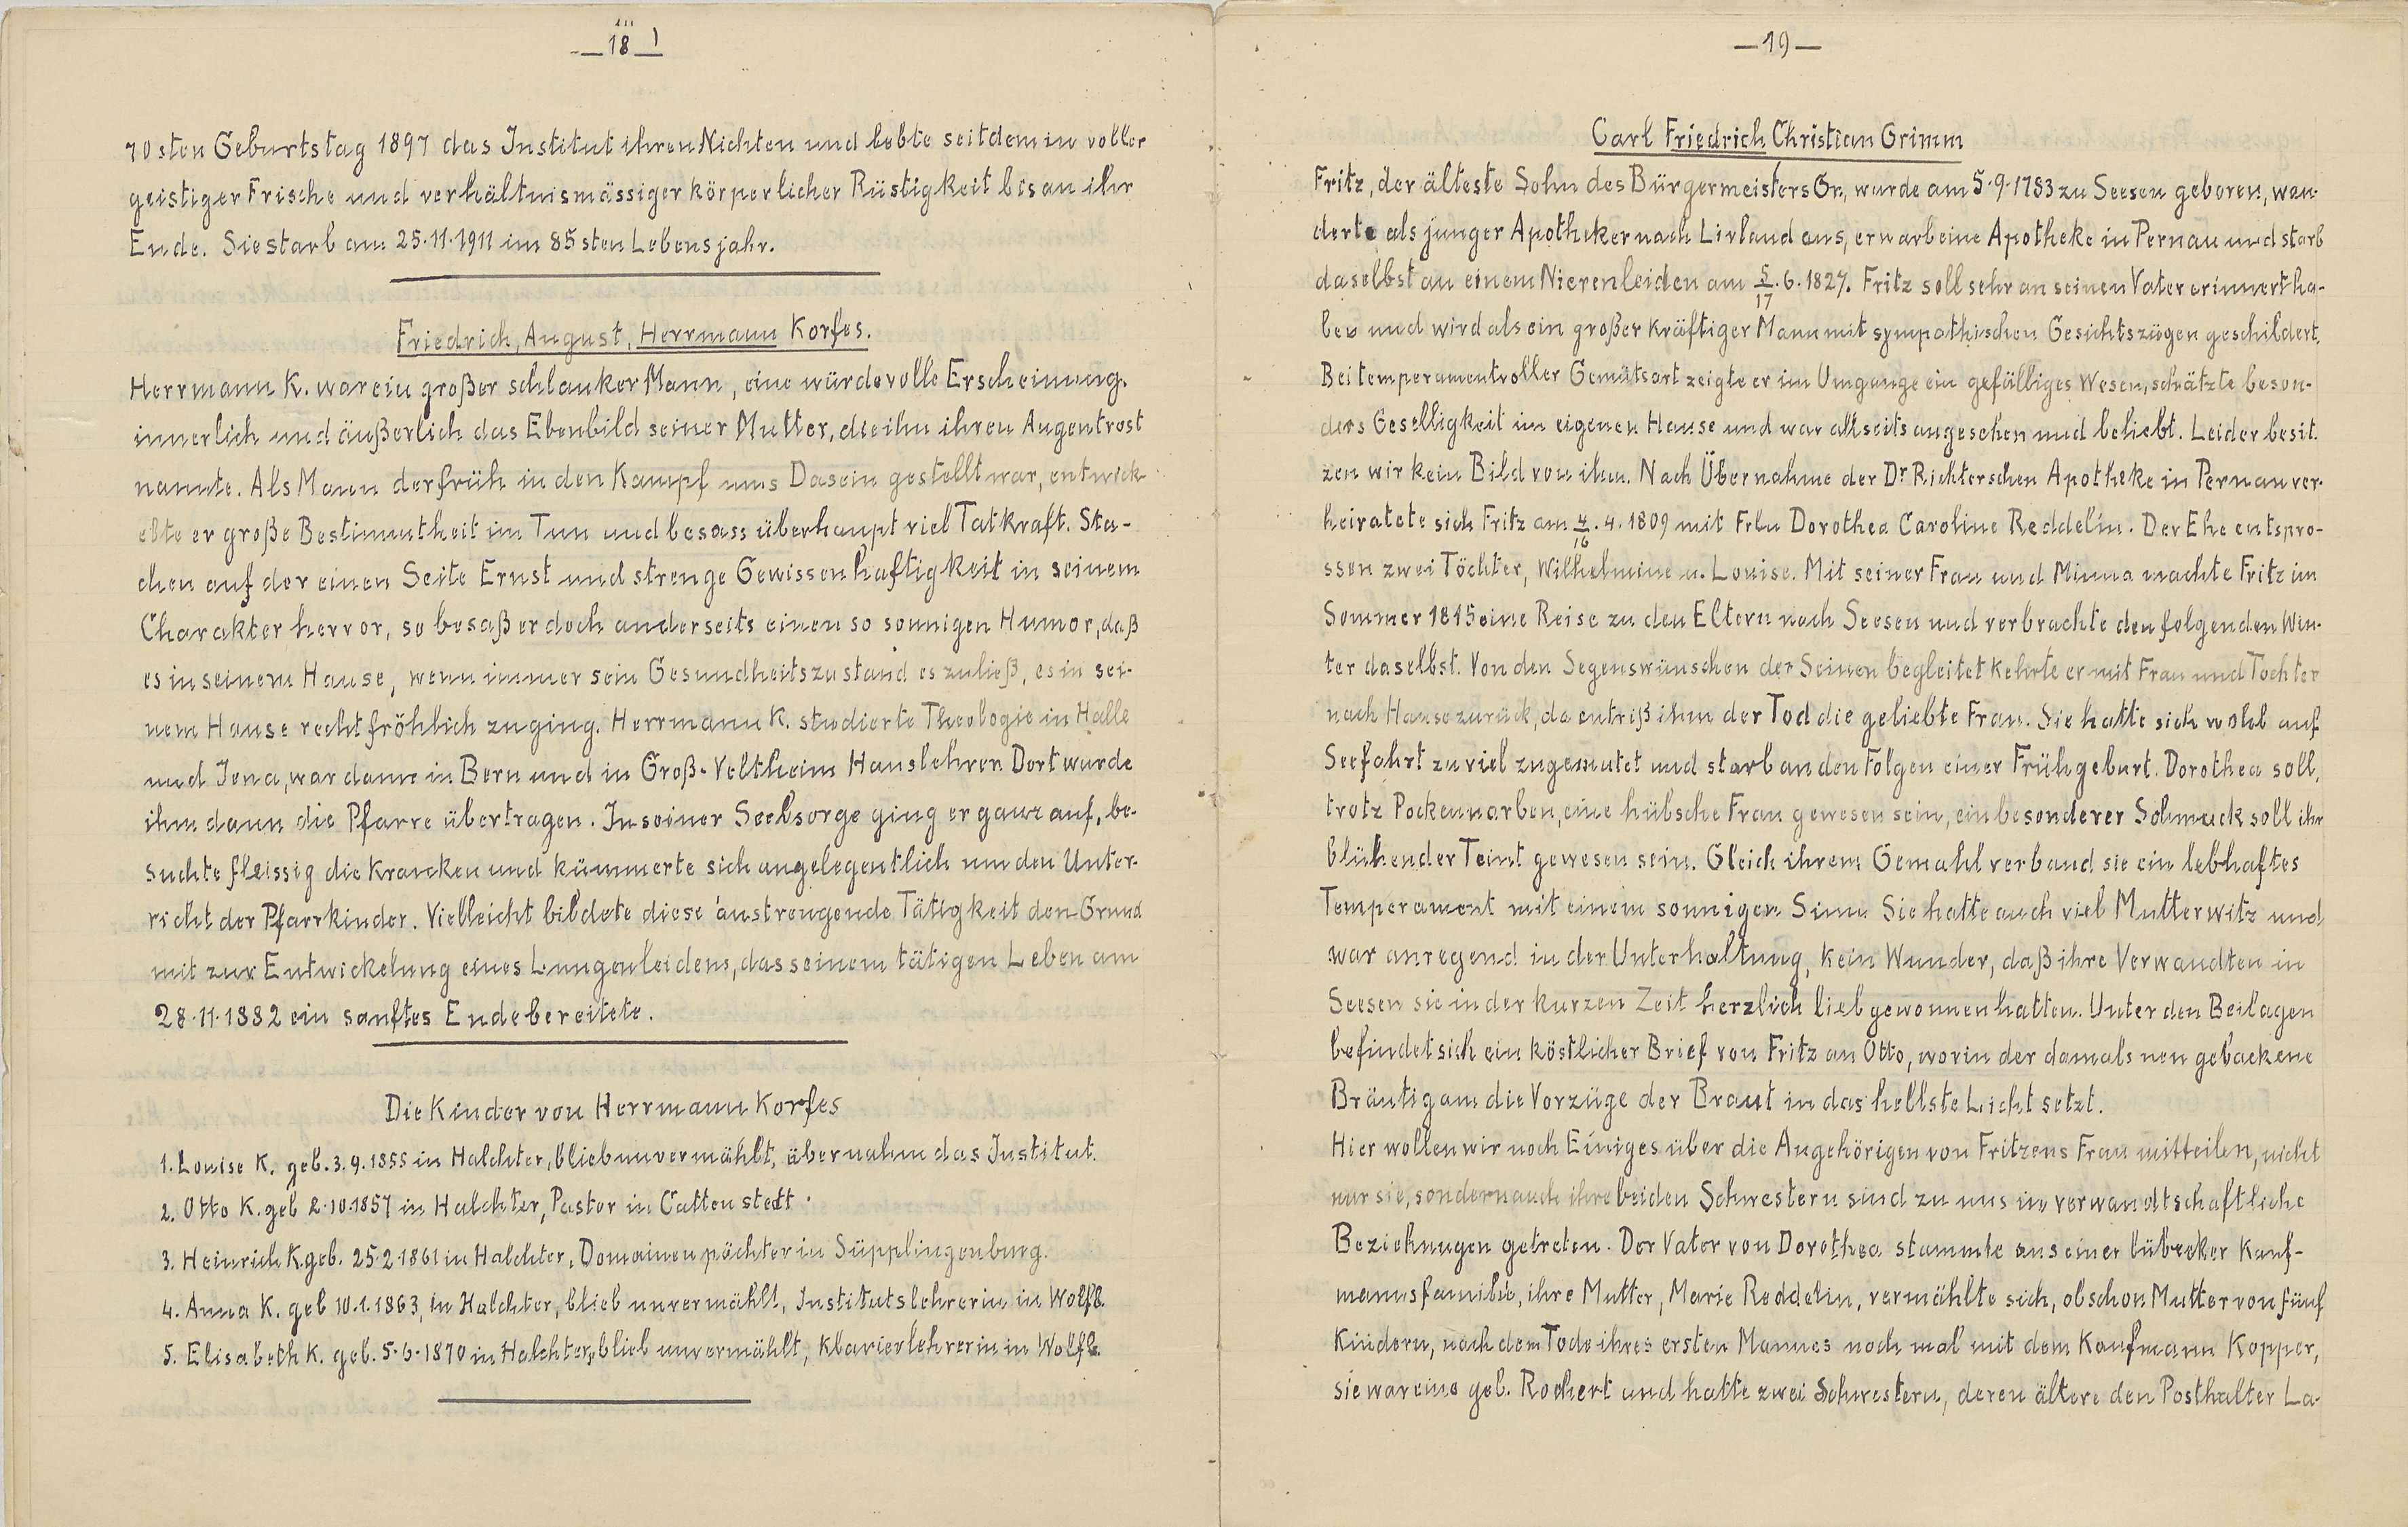 — 18 —
70sten Geburtstag 1897 das Institut ihren Nichten und lebte seitdem in voller
geistiger Frische und verhältnismässiger körperlicher Rüstigkeit bis an ihr
Ende. Sie starb am 25.11.1911 im 85sten Lebensjahr.
Friedrich, August, Herrmann Korfes.
Herrmann K. war ein großer schlanker Mann, eine würdevolle Erscheinung.
innerlich und äußerlich das Ebenbild seiner Mutter, die ihn ihren Augentrost
nannte. Als Mann der früh in den Kampf ums Dasein gestellt war, entwick-
elte er große Bestimmtheit im Tun und besass überhaupt viel Tatkraft. Sta-
chen auf der einen Seite Ernst und strenge Gewissenhaftigkeit in seinem
Charakter hervor, so besaß er doch anderseits einen so sonnigen Humor, daß
es in seinem Hause, wenn immer sein Gesundheitszustand es zuließ, es in sei-
nem Hause recht fröhlich zuging. Herrmann K. studierte Theologie in Halle
und Jena, war dann in Bern und in Groß-Veltheim Hauslehrer. Dort wurde
ihm dann die Pfarre übertragen. In seiner Seelsorge ging er ganz auf, be-
suchte fleissig die Krancken und kümmerte sich angelegentlich um den Unter-
richt der Pfarrkinder. Vielleicht bildete diese anstrengende Tätigkeit den Grund
mit zur Entwickelung eines Lungenleidens, das seinem tätigen Leben am
28.11.1882 ein sanftes Ende bereitete.
Die Kinder von Herrmann Korfes
1. Louise K. geb. 3.9.1855 in Halchter, blieb unvermählt, übernahm das Institut.
2. Otto K. geb 2.10.1857 in Halchter, Pastor in Cattenstedt.
3. Heinrich K. geb. 25.2.1861 in Halchter, Domainenpächter in Süpplingenburg.
4. Anna K. geb 10.1.1863, in Halchter, blieb unvermählt, Institutslehrerin in Wolfb.
5. Elisabeth K. geb. 5.6.1870 in Halchter, blieb unvermählt, Klavierlehrerin in Wolfb.
— 19 —
Carl Friedrich Christian Grimm
Fritz, der älteste Sohn des Bürgermeisters Gr., wurde am 5.9.1783 zu Seesen geboren, wan-
derte als junger Apotheker nach Livland aus, erwarb eine Apotheke in Pernau und starb
daselbst an einem Nierenleiden am 5/17.6.1827. Fritz soll sehr an seinen Vater erinnert ha-
ben und wird als ein großer kräftiger Mann mit sympathischen Gesichtszügen geschildert.
Bei temperamentvoller Gemütsart zeigte er im Umgange ein gefälliges Wesen, schätzte beson-
ders Geselligkeit im eigenen Hause und war allseits angesehen und beliebt. Leider besit-
zen wir kein Bild von ihm. Nach Übernahme der Dr Richterschen Apotheke in Pernau ver-
heiratete sich Fritz am 4/16.4.1809 mit Frln Dorothea Caroline Reddelin. Der Ehe entspro-
ssen zwei Töchter, Wilhelmine u. Louise. Mit seiner Frau und Minna machte Fritz im
Sommer 1815 eine Reise zu den Eltern nach Seesen und verbrachte den folgenden Win-
ter daselbst. Von den Segenswünschen der Seinen begleitet kehrte er mit Frau und Tochter
nach Hause zurück, da entriß ihm der Tod die geliebte Frau. Sie hatte sich wohl auf
Seefahrt zu viel zugemutet und starb an den Folgen einer Frühgeburt. Dorothea soll,
trotz Pockennarben, eine hübsche Frau gewesen sein, ein besonderer Schmuck soll ihr
blühender Teint gewesen sein. Gleich ihrem Gemahl verband sie ein lebhaftes
Temperament mit einem sonnigen Sinn Sie hatte auch viel Mutterwitz und
war anregend in der Unterhaltung, kein Wunder, daß ihre Verwandten in
Seesen sie in der kurzen Zeit herzlich lieb gewonnen hatten. Unter den Beilagen
befindet sich ein köstlicher Brief von Fritz an Otto, worin der damals neu gebackene
Bräutigam die Vorzüge der Braut in das hellste Licht setzt.
Hier wollen wir noch Einiges über die Angehörigen von Fritzens Frau mitteilen, nicht
nur sie, sondern auch ihre beiden Schwestern sind zu uns in verwandtschaftliche
Beziehungen getreten. Der Vater von Dorothea stammte aus einer lübecker Kauf-
mannsfamilie, ihre Mutter, Marie Reddelin, vermählte sich, obschon Mutter von fünf
Kindern, nach dem Tode ihres ersten Mannes noch mal mit dem Kaufmann Kopper,
sie war eine geb. Rochert und hatte zwei Schwestern, deren ältere den Posthalter La-